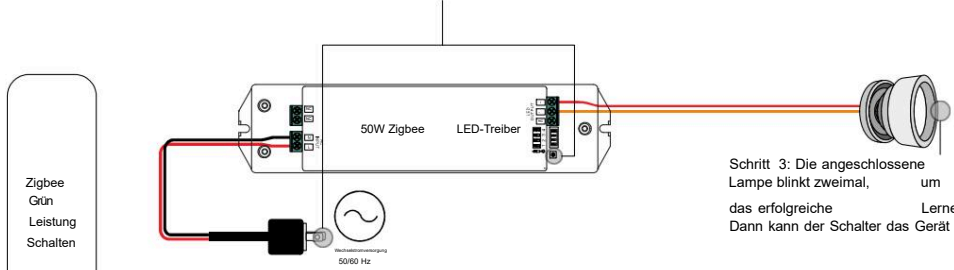 50W Zigbee LED-Treiber
Schritt 3: Die angeschlossene
Lampe blinkt zweimal, um
das erfolgreiche Lerne
Dann kann der Schalter das Gerät
Zigbee
Grün
Leistung
Schalten
Wechselstromversorgung
50/60 Hz